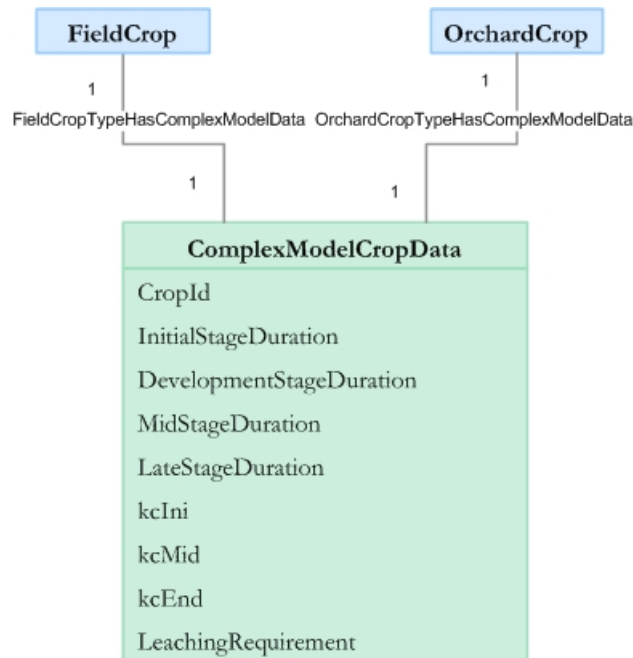 FieldCrop
OrchardCrop
1
1
FieldCropTypeHasComplexModelData
OrchardCropTypeHasComplexModelData
1
1
ComplexModelCropData
CropId
InitialStageDuration
DevelopmentStageDuration
MidStageDuration
LateStageDuration
kcIni
kcMid
kcEnd
LeachingRequirement